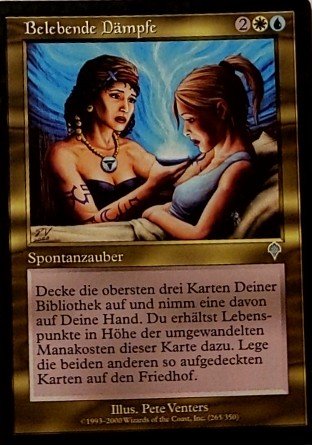 Belebende Dämpfe 2
Spontanzauber
Decke die obersten drei Karten Deiner
Bibliothek auf und nimm eine davon
auf Deine Hand. Du erhältst Lebens-
punkte in Höhe der umgewandelten
Manakosten dieser Karte dazu. Lege
die beiden anderen so aufgedeckten
Karten auf den Friedhof.
Illus. Pete Venters
©1993-2000 Wizards of the Coast, Inc. (265/350)